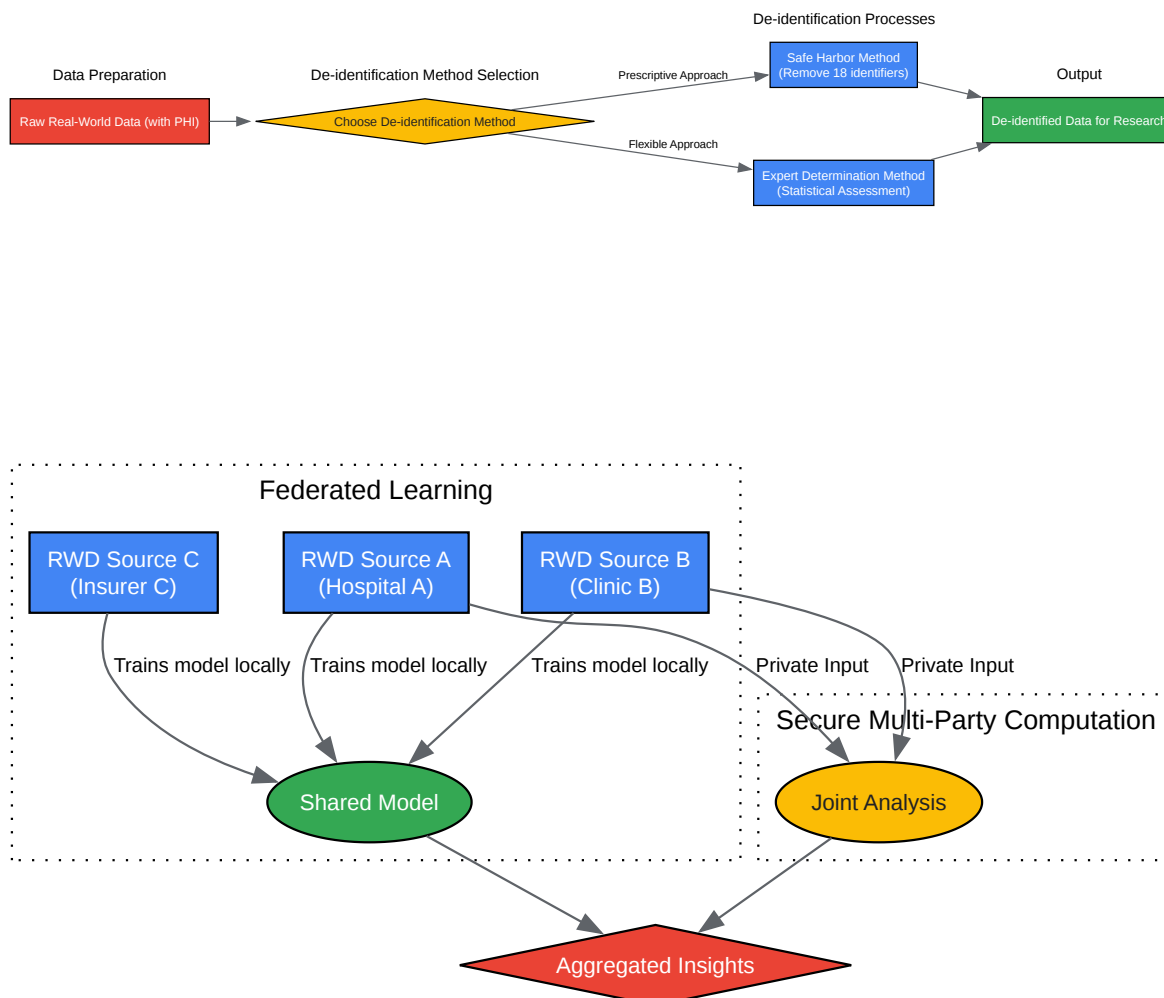 De-identification Processes
Data Preparation
De-identification Method Selection
Prescriptive Approach
Safe Harbor Method
(Remove 18 identifiers)
Output
Raw Real-World Data (with PHI)
Choose De-identification Method
De-identified Data for Research
Flexible Approach
Expert Determination Method
(Statistical Assessment)
Federated Learning
RWD Source C
(Insurer C)
RWD Source A
(Hospital A)
RWD Source B
(Clinic B)
Trains model locally
Trains model locally
Trains model locally
Private Input
Private Input
Secure Multi-Party Computation
Shared Model
Joint Analysis
Aggregated Insights